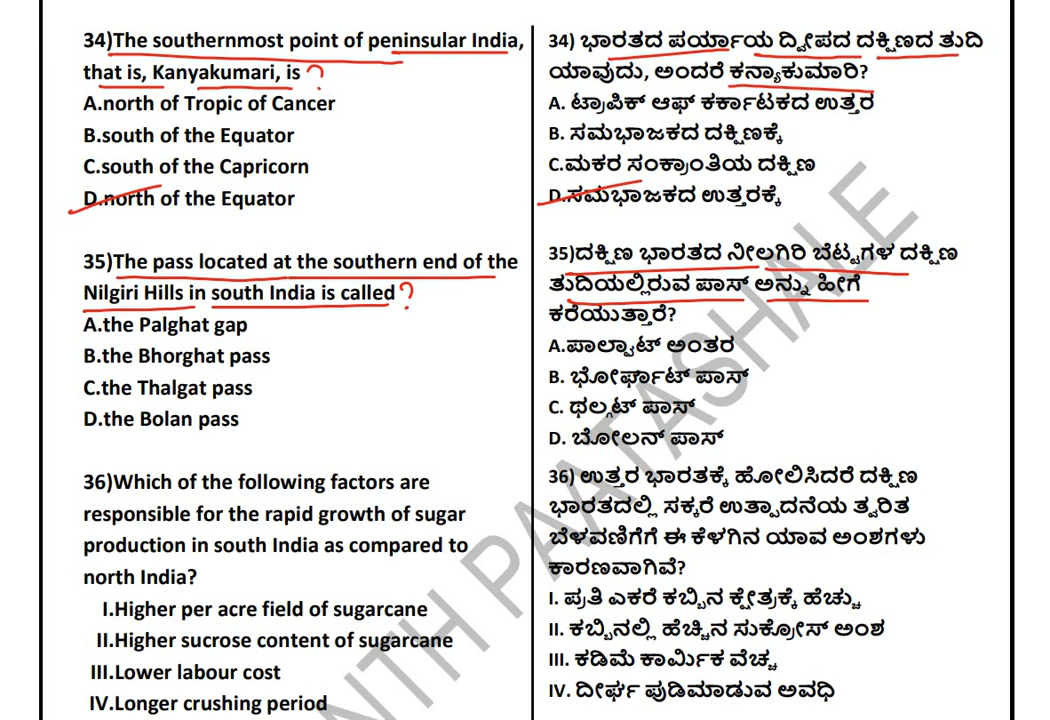 34)The southernmost point of peninsular India,
that is, Kanyakumari, is ?
A.north of Tropic of Cancer
B.south of the Equator
C.south of the Capricorn
D.north of the Equator
35)The pass located at the southern end of the
Nilgiri Hills in south India is called ?
A.the Palghat gap
B.the Bhorghat pass
C.the Thalgat pass
D.the Bolan pass
36)Which of the following factors are
responsible for the rapid growth of sugar
production in south India as compared to
north India?
I.Higher per acre field of sugarcane
II.Higher sucrose content of sugarcane
III.Lower labour cost
IV.Longer crushing period
34) ಭಾರತದ ಪರ್ಯಾಯ ದ್ವೀಪದ ದಕ್ಷಿಣದ ತುದಿ
ಯಾವುದು, ಅಂದರೆ ಕನ್ಯಾಕುಮಾರಿ?
A. ಟ್ರಾಪಿಕ್ ಆಫ್ ಕರ್ಕಾಟಕದ ಉತ್ತರ
B. ಸಮಭಾಜಕದ ದಕ್ಷಿಣಕ್ಕೆ
C.ಮಕರ ಸಂಕ್ರಾಂತಿಯ ದಕ್ಷಿಣ
D.ಸಮಭಾಜಕದ ಉತ್ತರಕ್ಕೆ
35)ದಕ್ಷಿಣ ಭಾರತದ ನೀಲಗಿರಿ ಬೆಟ್ಟಗಳ ದಕ್ಷಿಣ
ತುದಿಯಲ್ಲಿರುವ ಪಾಸ್ ಅನ್ನು ಹೀಗೆ
ಕರೆಯುತ್ತಾರೆ?
A.ಪಾಲ್ಘಾಟ್ ಅಂತರ
B. ಭೋರ್ಘಾಟ್ ಪಾಸ್
C. ಥಲ್ಗಟ್ ಪಾಸ್
D. ಬೋಲನ್ ಪಾಸ್
36) ಉತ್ತರ ಭಾರತಕ್ಕೆ ಹೋಲಿಸಿದರೆ ದಕ್ಷಿಣ
ಭಾರತದಲ್ಲಿ ಸಕ್ಕರೆ ಉತ್ಪಾದನೆಯ ತ್ವರಿತ
ಬೆಳವಣಿಗೆಗೆ ಈ ಕೆಳಗಿನ ಯಾವ ಅಂಶಗಳು
ಕಾರಣವಾಗಿವೆ?
I. ಪ್ರತಿ ಎಕರೆ ಕಬ್ಬಿನ ಕ್ಷೇತ್ರಕ್ಕೆ ಹೆಚ್ಚು
II. ಕಬ್ಬಿನಲ್ಲಿ ಹೆಚ್ಚಿನ ಸುಕ್ರೋಸ್ ಅಂಶ
III. ಕಡಿಮೆ ಕಾರ್ಮಿಕ ವೆಚ್ಚ
IV. ದೀರ್ಘ ಪುಡಿಮಾಡುವ ಅವಧಿ
NTH PAATASHALE